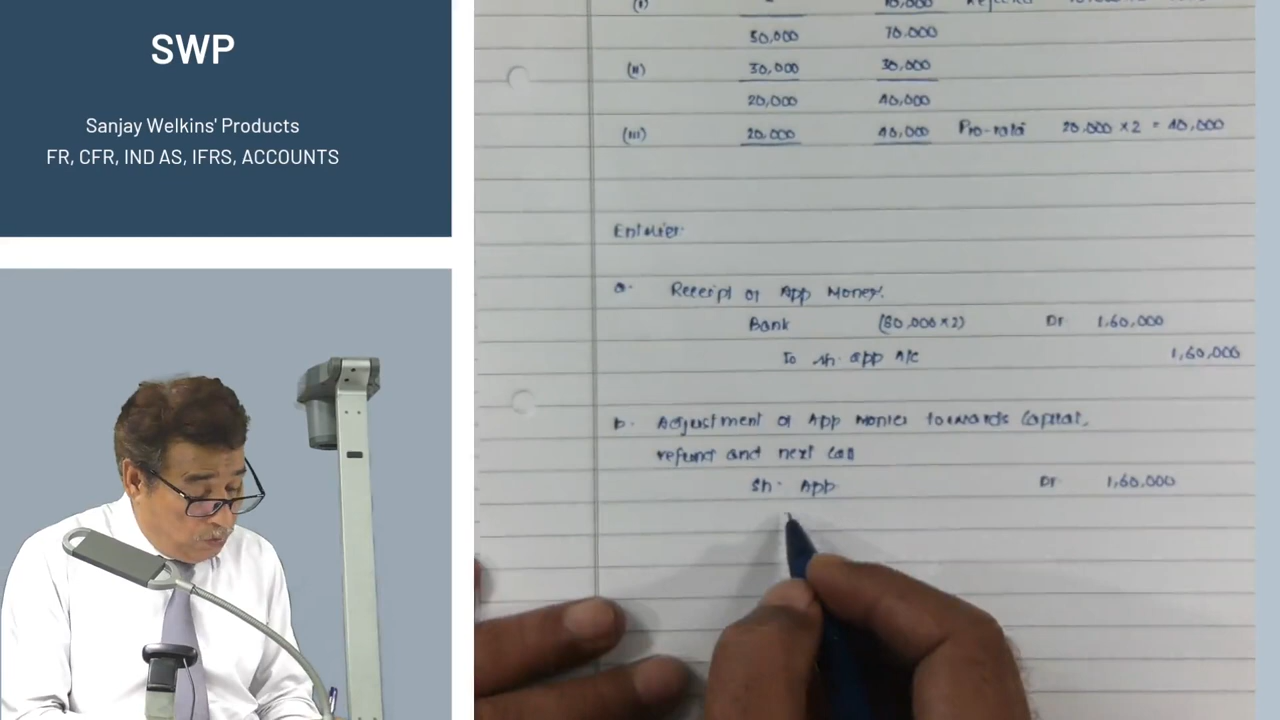 SWP
Sanjay Welkins' Products
FR, CFR, IND AS, IFRS, ACCOUNTS
(i) - 10,000
50,000 70,000
(ii) 30,000 30,000
20,000 40,000
(iii) 20,000 40,000 Pro-rata 20,000 × 2 = 40,000
Entries.
a. Receipt of App Money.
Bank (80,000 × 2) Dr 1,60,000
To sh. app A/c 1,60,000
b. Adjustment of App Monies towards Capital,
refund and next call
Sh. App Dr 1,60,000